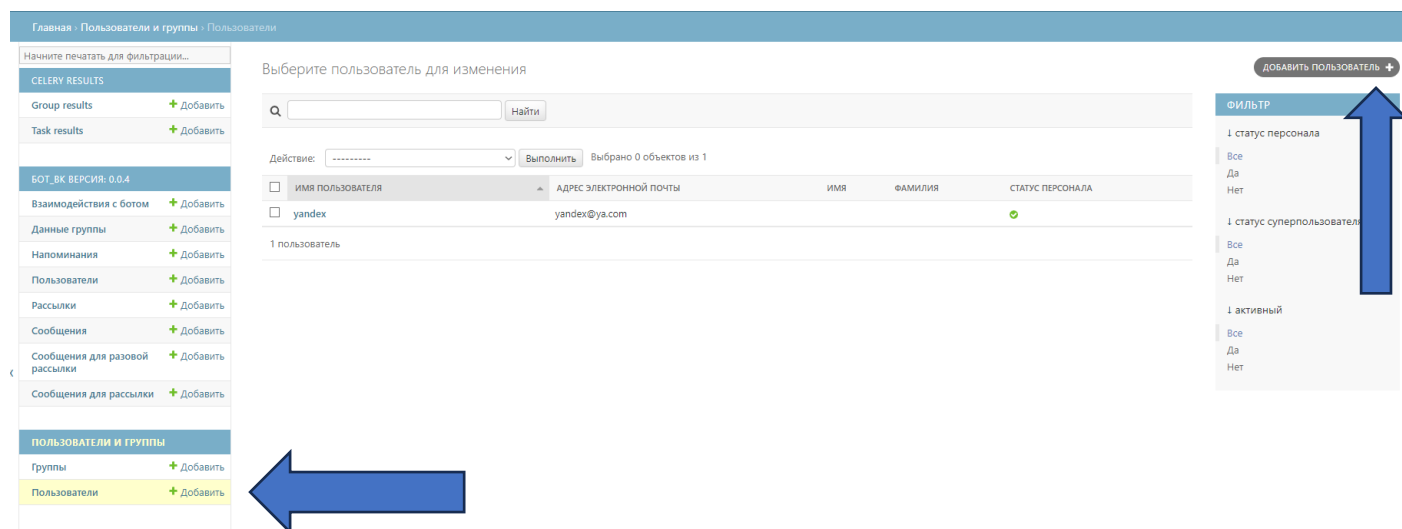 Главная › Пользователи и группы › Пользователи
Начните печатать для фильтрации...
CELERY RESULTS
Group results + Добавить
Task results + Добавить
БОТ_ВК ВЕРСИЯ: 0.0.4
Взаимодействия с ботом + Добавить
Данные группы + Добавить
Напоминания + Добавить
Пользователи + Добавить
Рассылки + Добавить
Сообщения + Добавить
Сообщения для разовой + Добавить
рассылки
Сообщения для рассылки + Добавить
ПОЛЬЗОВАТЕЛИ И ГРУППЫ
Группы + Добавить
Пользователи + Добавить
Выберите пользователь для изменения
ДОБАВИТЬ ПОЛЬЗОВАТЕЛЬ +
Найти
Действие: --------- Выполнить Выбрано 0 объектов из 1
ИМЯ ПОЛЬЗОВАТЕЛЯ АДРЕС ЭЛЕКТРОННОЙ ПОЧТЫ ИМЯ ФАМИЛИЯ СТАТУС ПЕРСОНАЛА
yandex yandex@ya.com
1 пользователь
ФИЛЬТР
↓ статус персонала
Все
Да
Нет
↓ статус суперпользователя
Все
Да
Нет
↓ активный
Все
Да
Нет